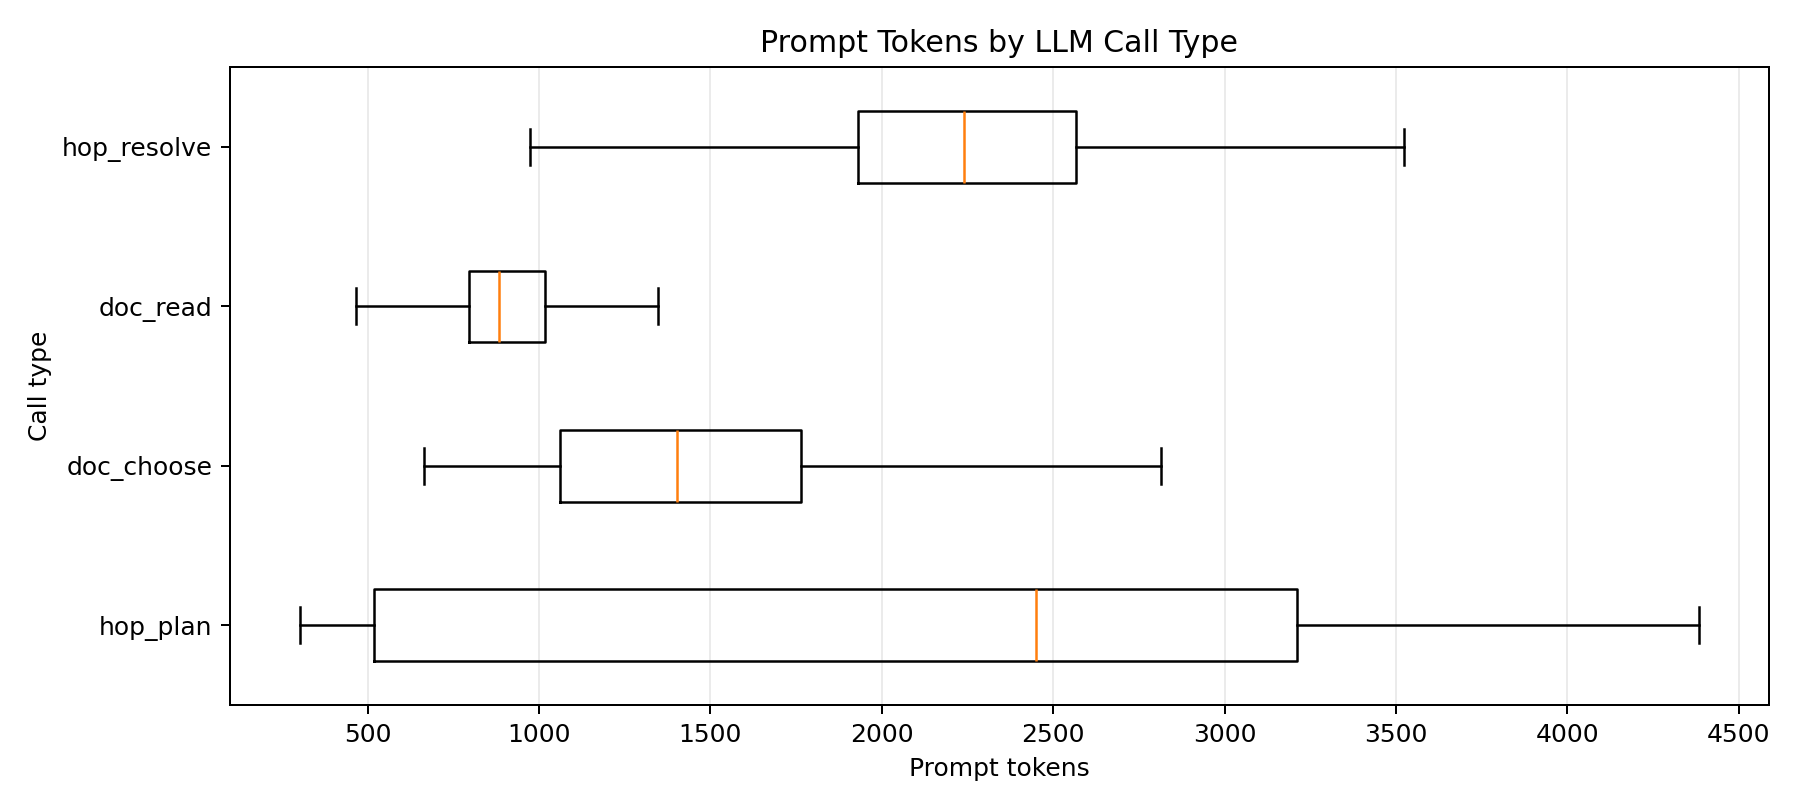 Prompt Tokens by LLM Call Type
hop_resolve
doc_read
doc_choose
hop_plan
Call type
500 1000 1500 2000 2500 3000 3500 4000 4500
Prompt tokens